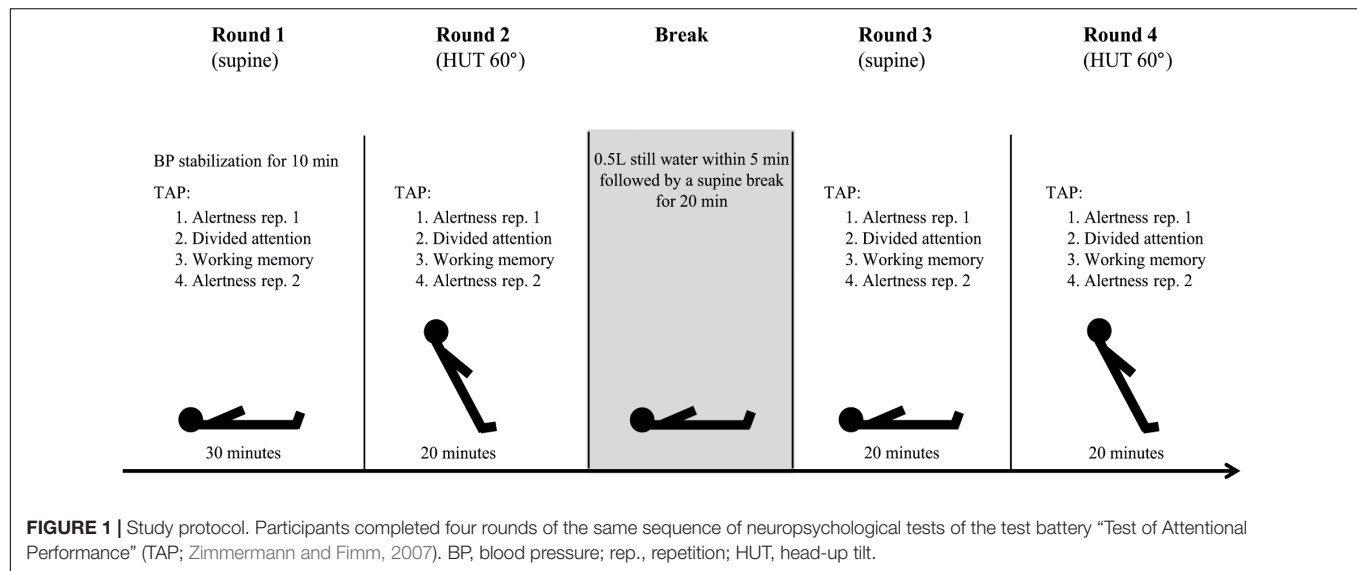 Round 1
(supine)
Round 2
(HUT 60°)
Break
Round 3
(supine)
Round 4
(HUT 60°)
BP stabilization for 10 min
TAP:
1. Alertness rep. 1
2. Divided attention
3. Working memory
4. Alertness rep. 2
30 minutes
TAP:
1. Alertness rep. 1
2. Divided attention
3. Working memory
4. Alertness rep. 2
20 minutes
0.5L still water within 5 min
followed by a supine break
for 20 min
TAP:
1. Alertness rep. 1
2. Divided attention
3. Working memory
4. Alertness rep. 2
20 minutes
TAP:
1. Alertness rep. 1
2. Divided attention
3. Working memory
4. Alertness rep. 2
20 minutes
FIGURE 1 | Study protocol. Participants completed four rounds of the same sequence of neuropsychological tests of the test battery “Test of Attentional
Performance” (TAP; Zimmermann and Fimm, 2007). BP, blood pressure; rep., repetition; HUT, head-up tilt.